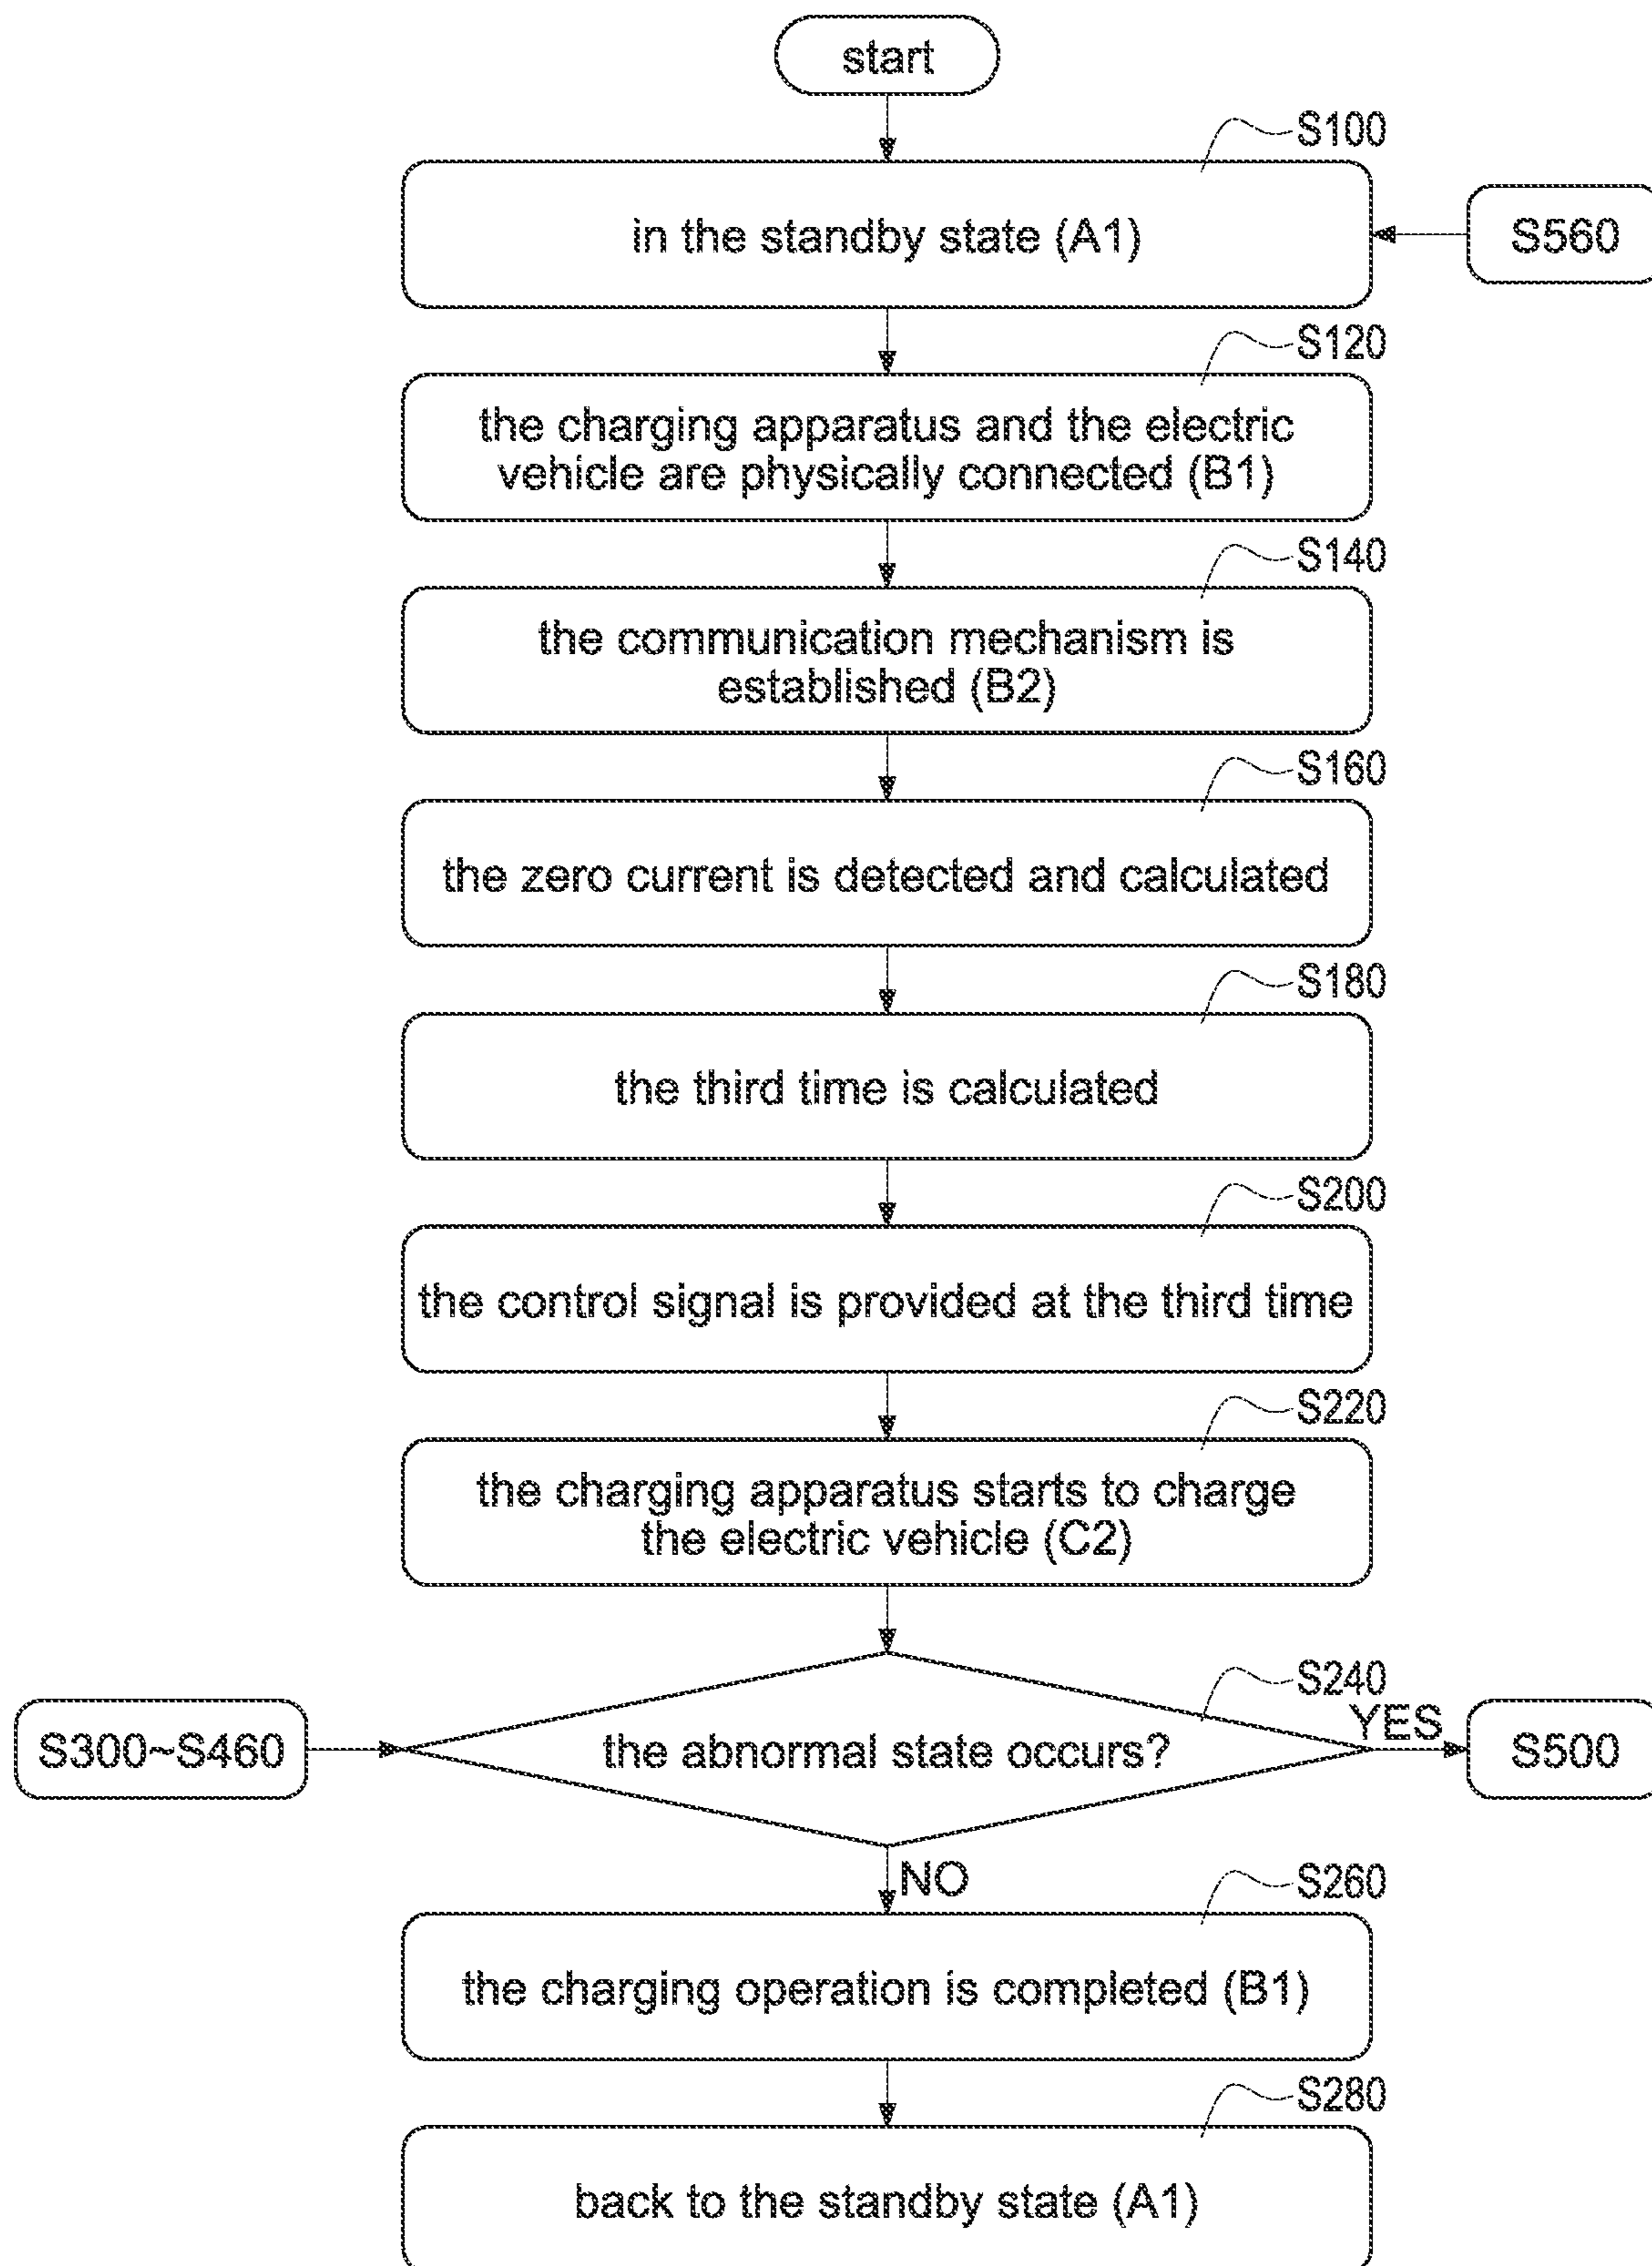 start
S100
in the standby state (A1)
S560
S120
the charging apparatus and the electric
vehicle are physically connected (B1)
S140
the communication mechanism is
established (B2)
S160
the zero current is detected and calculated
S180
the third time is calculated
S200
the control signal is provided at the third time
S220
the charging apparatus starts to charge
the electric vehicle (C2)
S240
S300~S460
the abnormal state occurs?
YES
S500
NO
S260
the charging operation is completed (B1)
S280
back to the standby state (A1)